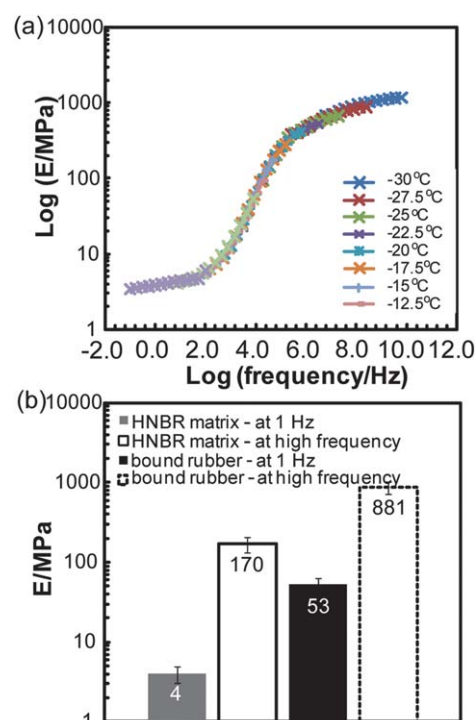 (a)
10000
1000
100
10
1
Log (E/MPa)
-30°C
-27.5°C
-25°C
-22.5°C
-20°C
-17.5°C
-15°C
-12.5°C
-2.0 0.0 2.0 4.0 6.0 8.0 10.0 12.0
Log (frequency/Hz)
(b)
10000
1000
100
10
1
E/MPa
HNBR matrix - at 1 Hz
HNBR matrix - at high frequency
bound rubber - at 1 Hz
bound rubber - at high frequency
4
170
53
881